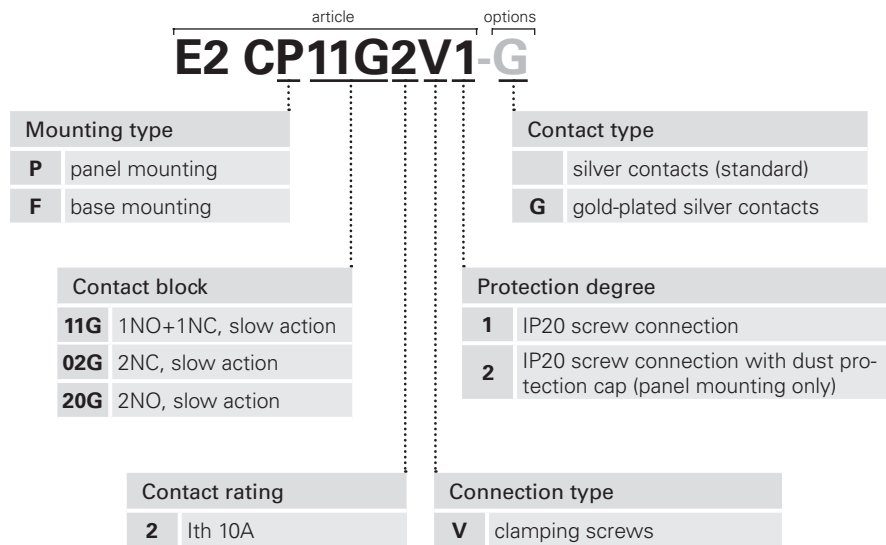 article options
E2 CP11G2V1-G
Mounting type
P panel mounting
F base mounting
Contact type
silver contacts (standard)
G gold-plated silver contacts
Contact block
11G 1NO+1NC, slow action
02G 2NC, slow action
20G 2NO, slow action
Protection degree
1 IP20 screw connection
2 IP20 screw connection with dust pro-
tection cap (panel mounting only)
Contact rating
2 Ith 10A
Connection type
V clamping screws